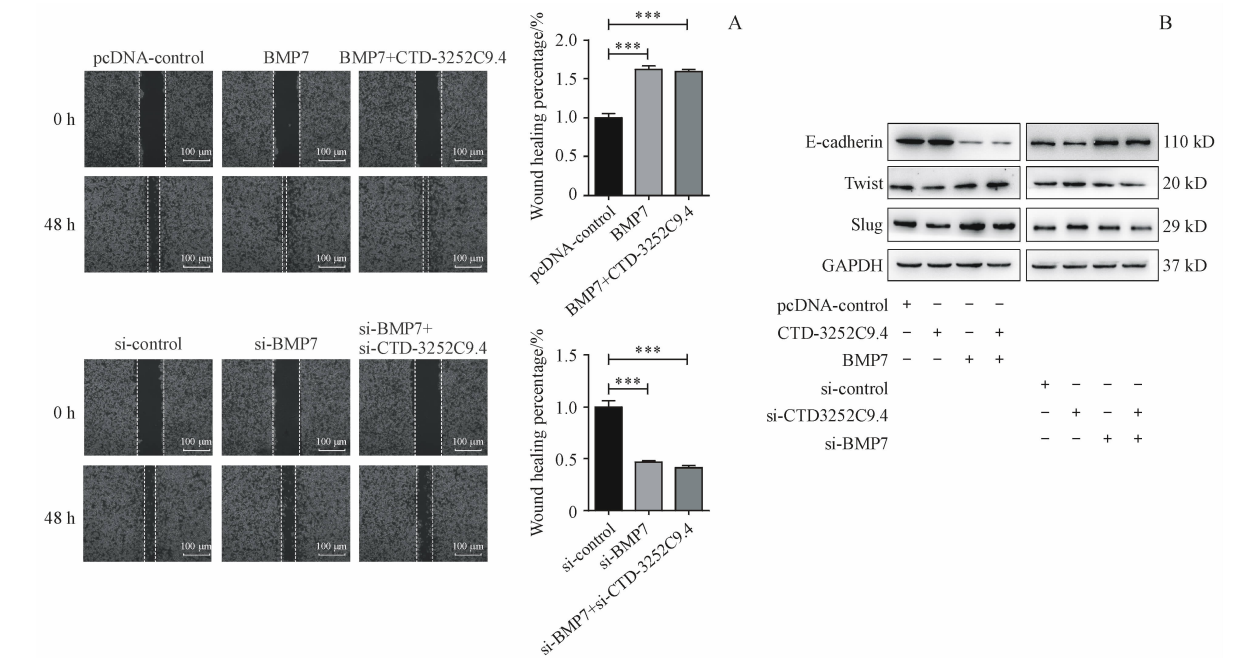 A
pcDNA-control BMP7 BMP7+CTD-3252C9.4
0 h
100 μm 100 μm 100 μm
48 h
100 μm 100 μm 100 μm
Wound healing percentage/%
2.0
1.5
1.0
0.5
0
***
***
pcDNA-control
BMP7
BMP7+CTD-3252C9.4
si-control si-BMP7 si-BMP7+
si-CTD-3252C9.4
0 h
100 μm 100 μm 100 μm
48 h
100 μm 100 μm 100 μm
Wound healing percentage/%
1.5
1.0
0.5
0
***
***
si-control
si-BMP7
si-BMP7+si-CTD-3252C9.4
B
E-cadherin 110 kD
Twist 20 kD
Slug 29 kD
GAPDH 37 kD
pcDNA-control + − − −
CTD-3252C9.4 − + − +
BMP7 − − + +
si-control + − − −
si-CTD3252C9.4 − + − +
si-BMP7 − − + +